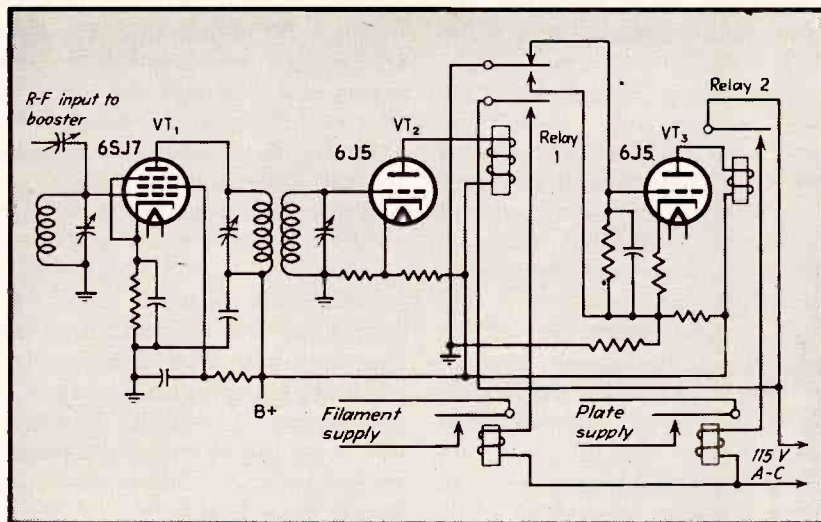 R-F input to
booster
VT₁
6SJ7
VT₂
6J5
Relay
1
VT₃
6J5
Relay 2
B+
Filament
supply
Plate
supply
115 V
A-C